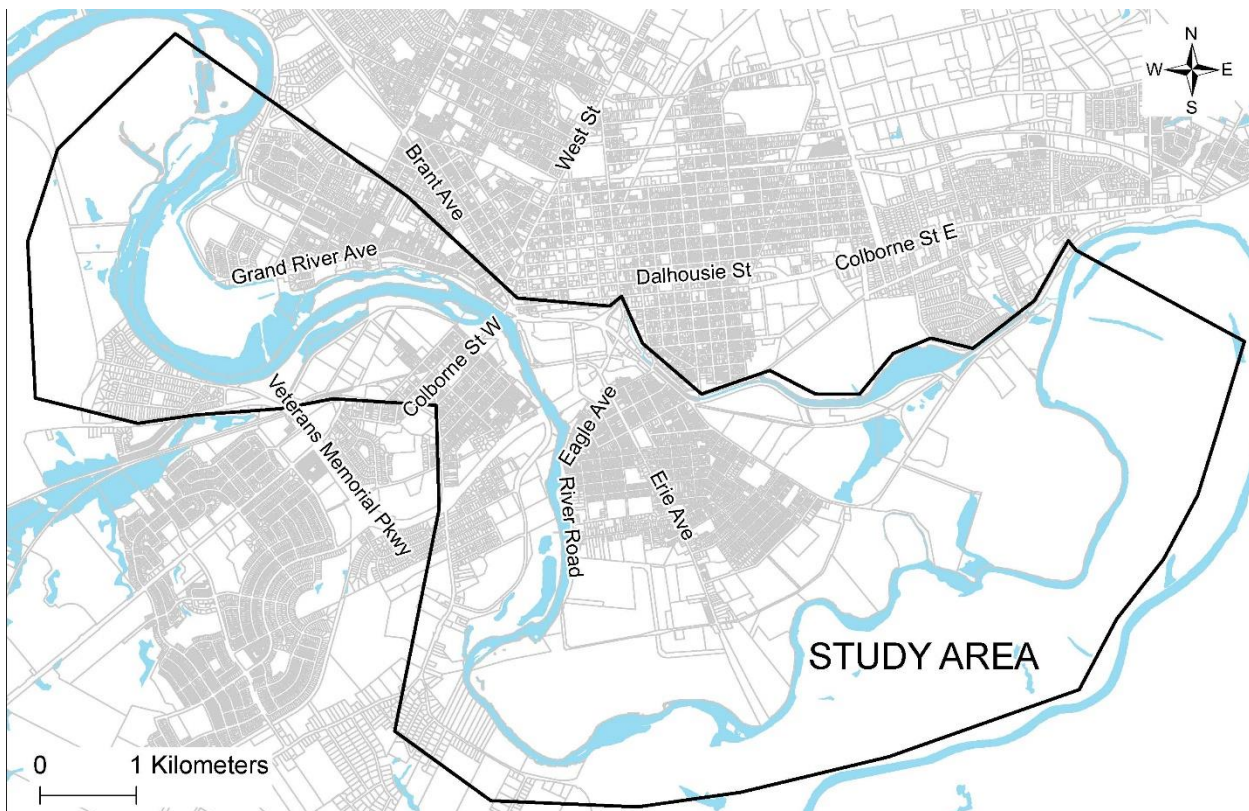 N
W E
S
West St
Brant Ave
Grand River Ave
Dalhousie St
Colborne St E
Colborne St W
Veterans Memorial Pkwy
Eagle Ave
River Road
Erie Ave
STUDY AREA
0 1 Kilometers